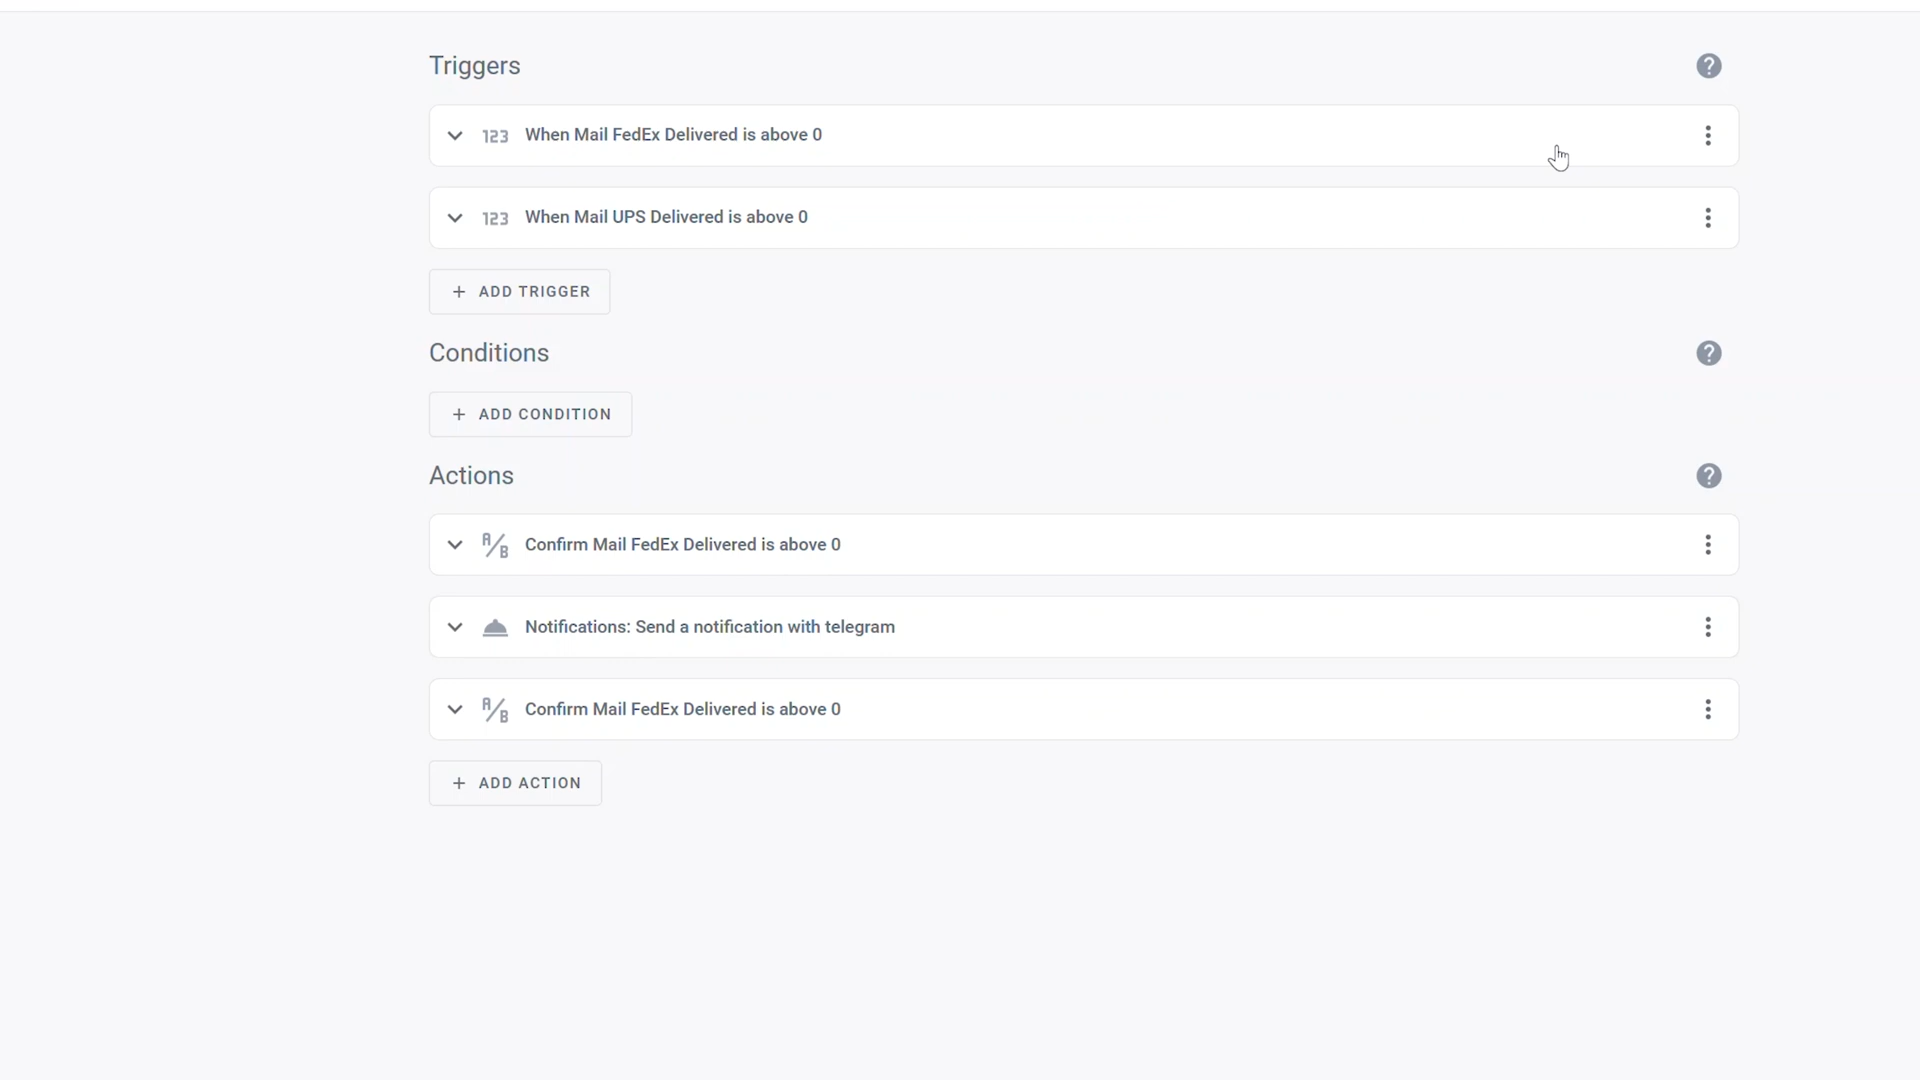 Triggers
?
123 When Mail FedEx Delivered is above 0
123 When Mail UPS Delivered is above 0
+ ADD TRIGGER
Conditions
?
+ ADD CONDITION
Actions
?
A/B Confirm Mail FedEx Delivered is above 0
Notifications: Send a notification with telegram
A/B Confirm Mail FedEx Delivered is above 0
+ ADD ACTION